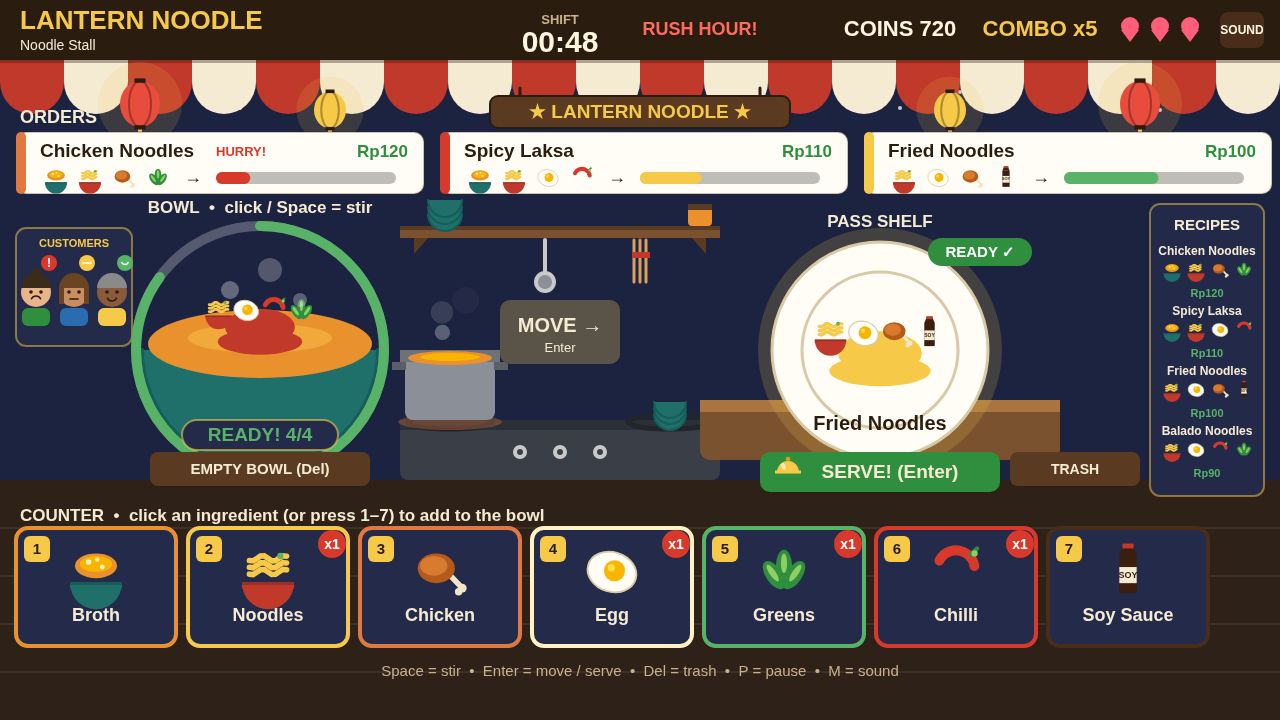 LANTERN NOODLE
Noodle Stall
SHIFT
00:48
RUSH HOUR!
COINS 720
COMBO x5
SOUND
★ LANTERN NOODLE ★
ORDERS
Chicken Noodles HURRY! Rp120
→
Spicy Laksa Rp110
→
Fried Noodles Rp100
SOY →
BOWL • click / Space = stir
CUSTOMERS
!
READY! 4/4
EMPTY BOWL (Del)
MOVE →
Enter
PASS SHELF
READY ✓
SOY
Fried Noodles
SERVE! (Enter)
TRASH
RECIPES
Chicken Noodles
Rp120
Spicy Laksa
Rp110
Fried Noodles
Rp100
Balado Noodles
Rp90
COUNTER • click an ingredient (or press 1–7) to add to the bowl
1
Broth
2 x1
Noodles
3
Chicken
4 x1
Egg
5 x1
Greens
6 x1
Chilli
7
SOY
Soy Sauce
Space = stir • Enter = move / serve • Del = trash • P = pause • M = sound